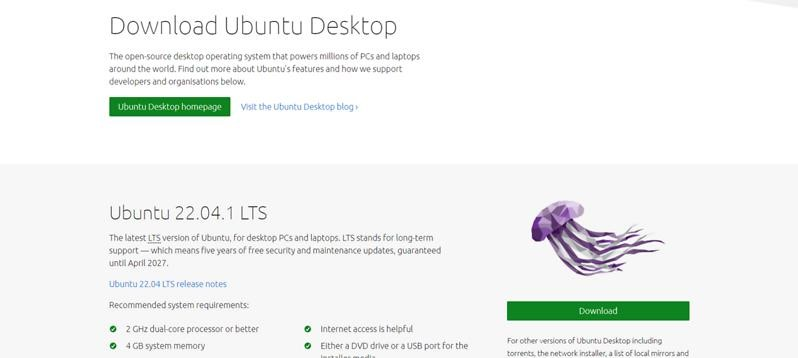 Download Ubuntu Desktop
The open-source desktop operating system that powers millions of PCs and laptops
around the world. Find out more about Ubuntu's features and how we support
developers and organisations below.
Ubuntu Desktop homepage
Visit the Ubuntu Desktop blog ›
Ubuntu 22.04.1 LTS
The latest LTS version of Ubuntu, for desktop PCs and laptops. LTS stands for long-term
support — which means five years of free security and maintenance updates, guaranteed
until April 2027.
Ubuntu 22.04 LTS release notes
Recommended system requirements:
2 GHz dual-core processor or better
4 GB system memory
Internet access is helpful
Either a DVD drive or a USB port for the
installer media
Download
For other versions of Ubuntu Desktop including
torrents, the network installer, a list of local mirrors and